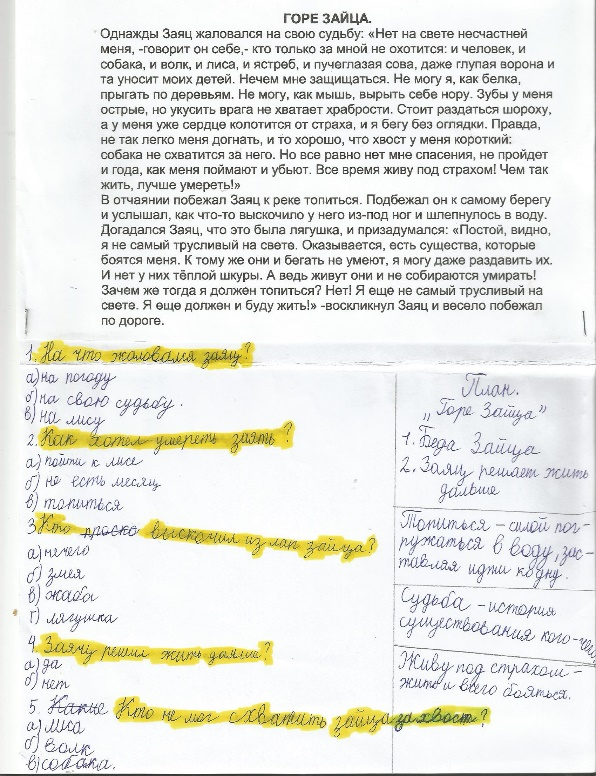 ГОРЕ ЗАЙЦА.
Однажды Заяц жаловался на свою судьбу: «Нет на свете несчастней
меня, -говорит он себе,- кто только за мной не охотится: и человек, и
собака, и волк, и лиса, и ястреб, и пучеглазая сова, даже глупая ворона и
та уносит моих детей. Нечем мне защищаться. Не могу я, как белка,
прыгать по деревьям. Не могу, как мышь, вырыть себе нору. Зубы у меня
острые, но укусить врага не хватает храбрости. Стоит раздаться шороху,
а у меня уже сердце колотится от страха, и я бегу без оглядки. Правда,
не так легко меня догнать, и то хорошо, что хвост у меня короткий:
собака не схватится за него. Но все равно нет мне спасения, не пройдет
и года, как меня поймают и убьют. Все время живу под страхом! Чем так
жить, лучше умереть!»
В отчаянии побежал Заяц к реке топиться. Подбежал он к самому берегу
и услышал, как что-то выскочило у него из-под ног и шлепнулось в воду.
Догадался Заяц, что это была лягушка, и призадумался: «Постой, видно,
я не самый трусливый на свете. Оказывается, есть существа, которые
боятся меня. К тому же они и бегать не умеют, я могу даже раздавить их.
И нет у них тёплой шкуры. А ведь живут они и не собираются умирать!
Зачем же тогда я должен топиться? Нет! Я еще не самый трусливый на
свете. Я еще должен и буду жить!» -воскликнул Заяц и весело побежал
по дороге.
1. На что жаловался заяц?
а) на погоду
б) на свою судьбу.
в) на лису
2. Как хотел умереть заять?
а) пойти к лисе
б) не есть месяц
в) топиться
3. Кто просно выскочил из лап зайца?
а) ничего
б) змея
в) жабы
г) лягушка
4. Заяц решил жить дальше?
а) да
б) нет
5. Какие Кто не мог схватить зайца за хвост?
а) лиса
б) волк
в) собака.
План.
„Горе Зайца"
1. Беда Зайца
2. Заяц решает жить
дальше
Топиться – силой пог-
ружаться в воду, зас-
тавляя идти ко дну.
Судьба – история
существования кого-чего,
Живу под страхом –
жить и всего бояться.